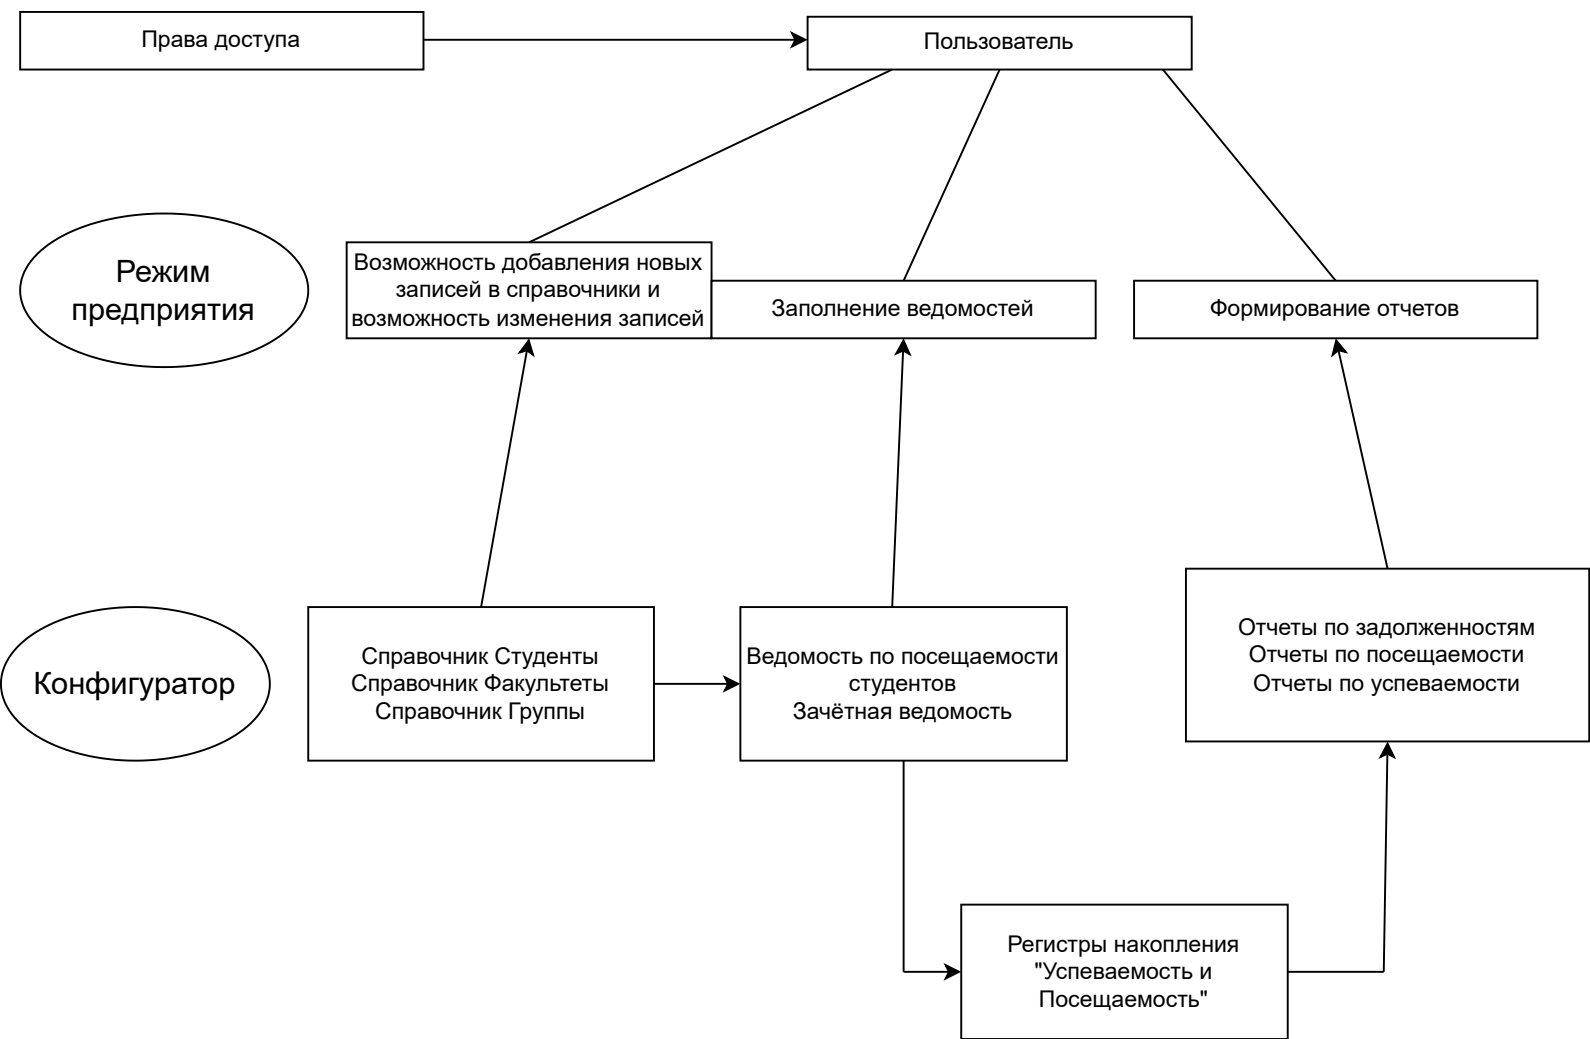 Права доступа
Пользователь
Режим
предприятия
Возможность добавления новых
записей в справочники и
возможность изменения записей
Заполнение ведомостей
Формирование отчетов
Конфигуратор
Справочник Студенты
Справочник Факультеты
Справочник Группы
Ведомость по посещаемости
студентов
Зачётная ведомость
Отчеты по задолженностям
Отчеты по посещаемости
Отчеты по успеваемости
Регистры накопления
"Успеваемость и
Посещаемость"